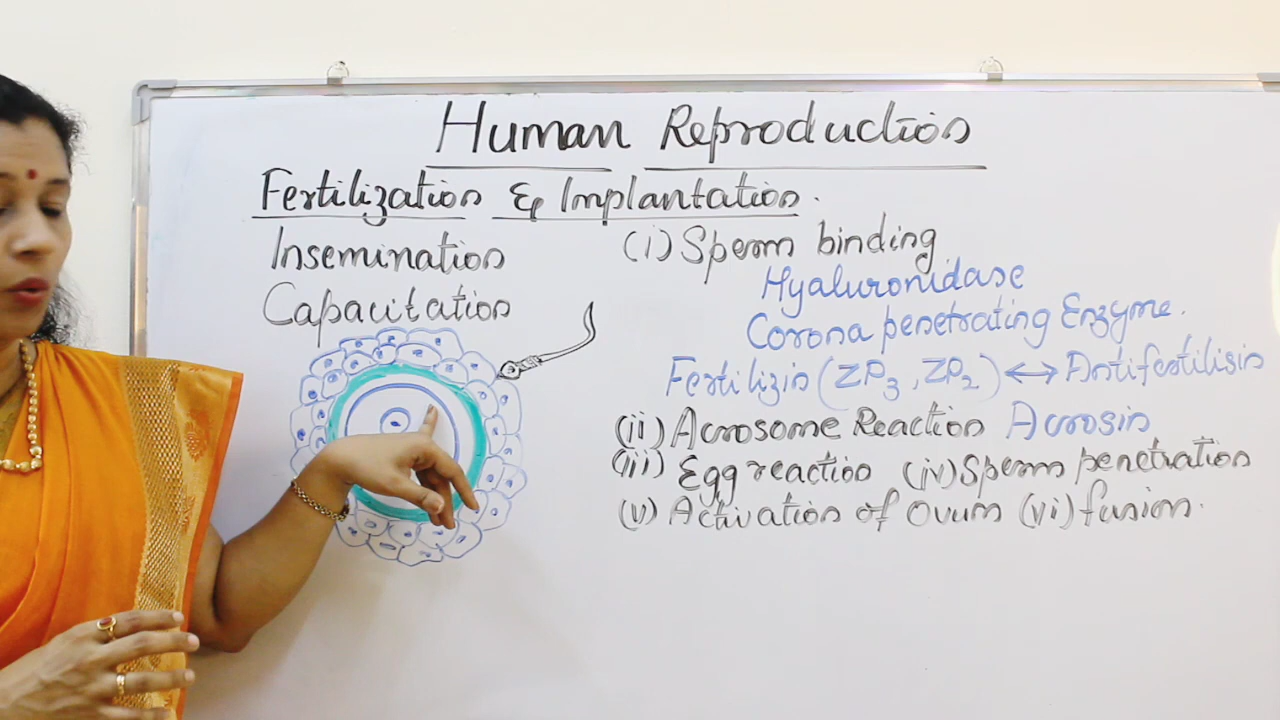 Human Reproduction
Fertilization & Implantation.
Insemination
Capacitation
(i) Sperm binding
Hyaluronidase
Corona penetrating Enzyme.
Fertilizin (ZP3, ZP2) ↔ Antifertilisin
(ii) Acrosome Reaction Acrosin
(iii) Egg reaction (iv) Sperm penetration
(v) Activation of Ovum (vi) fusion.